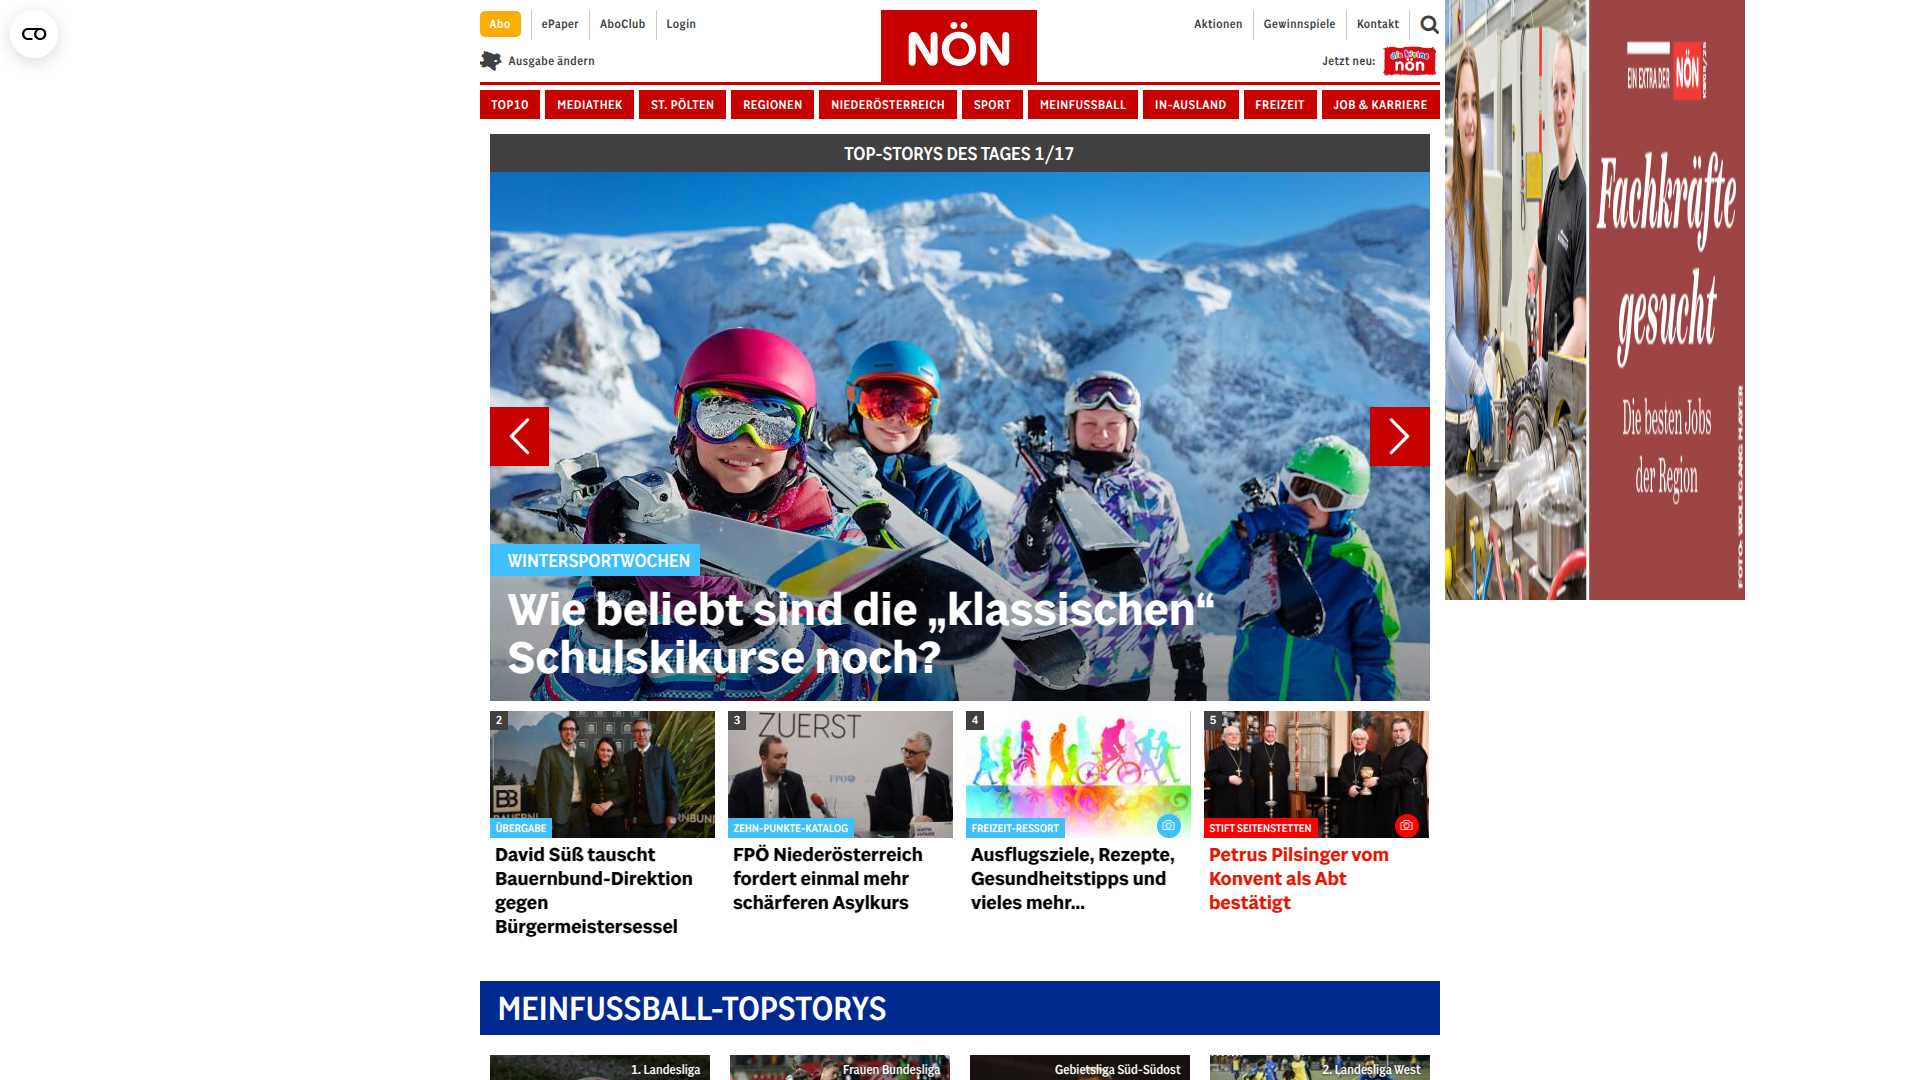 Abo
ePaper
AboClub
Login
NÖN
Aktionen
Gewinnspiele
Kontakt
Ausgabe ändern
Jetzt neu:
die kleine
nön
TOP10
MEDIATHEK
ST. PÖLTEN
REGIONEN
NIEDERÖSTERREICH
SPORT
MEINFUSSBALL
IN-AUSLAND
FREIZEIT
JOB & KARRIERE
TOP-STORYS DES TAGES 1/17
WINTERSPORTWOCHEN
Wie beliebt sind die „klassischen“
Schulskikurse noch?
EIN EXTRA DER
NÖN
Fachkräfte
gesucht
Die besten Jobs
der Region
FOTO: WOLFGANG MAYER
2
ÜBERGABE
David Süß tauscht
Bauernbund-Direktion
gegen
Bürgermeistersessel
3
ZUERST
FPÖ
ZEHN-PUNKTE-KATALOG
FPÖ Niederösterreich
fordert einmal mehr
schärferen Asylkurs
4
FREIZEIT-RESSORT
Ausflugsziele, Rezepte,
Gesundheitstipps und
vieles mehr...
5
STIFT SEITENSTETTEN
Petrus Pilsinger vom
Konvent als Abt
bestätigt
MEINFUSSBALL-TOPSTORYS
1. Landesliga
Frauen Bundesliga
Gebietsliga Süd-Südost
2. Landesliga West